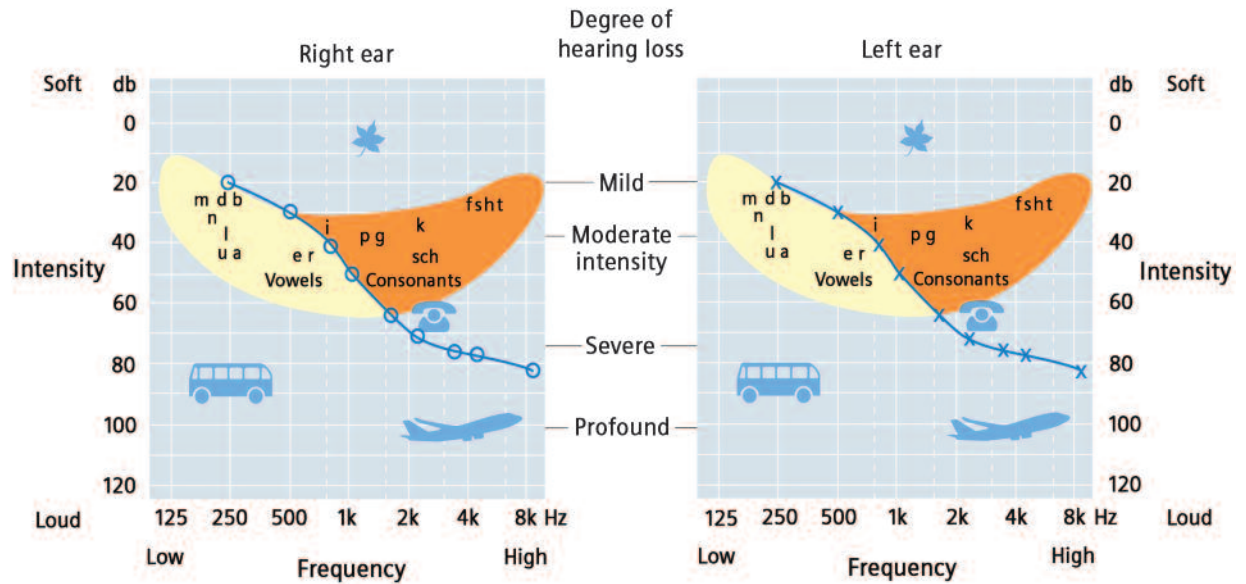 Degree of
hearing loss
Right ear
Left ear
Soft
db
0
20
40
60
80
100
120
Intensity
Loud
m d b
n
l
u a
e r
Vowels
i
p g
k
sch
Consonants
fsht
125 250 500 1k 2k 4k 8k Hz
Low
Frequency
High
Mild
Moderate
intensity
Severe
Profound
m d b
n
l
u a
e r
Vowels
i
p g
k
sch
Consonants
fsht
125 250 500 1k 2k 4k 8k Hz
Low
Frequency
High
db
Soft
0
20
40
60
80
100
120
Intensity
Loud